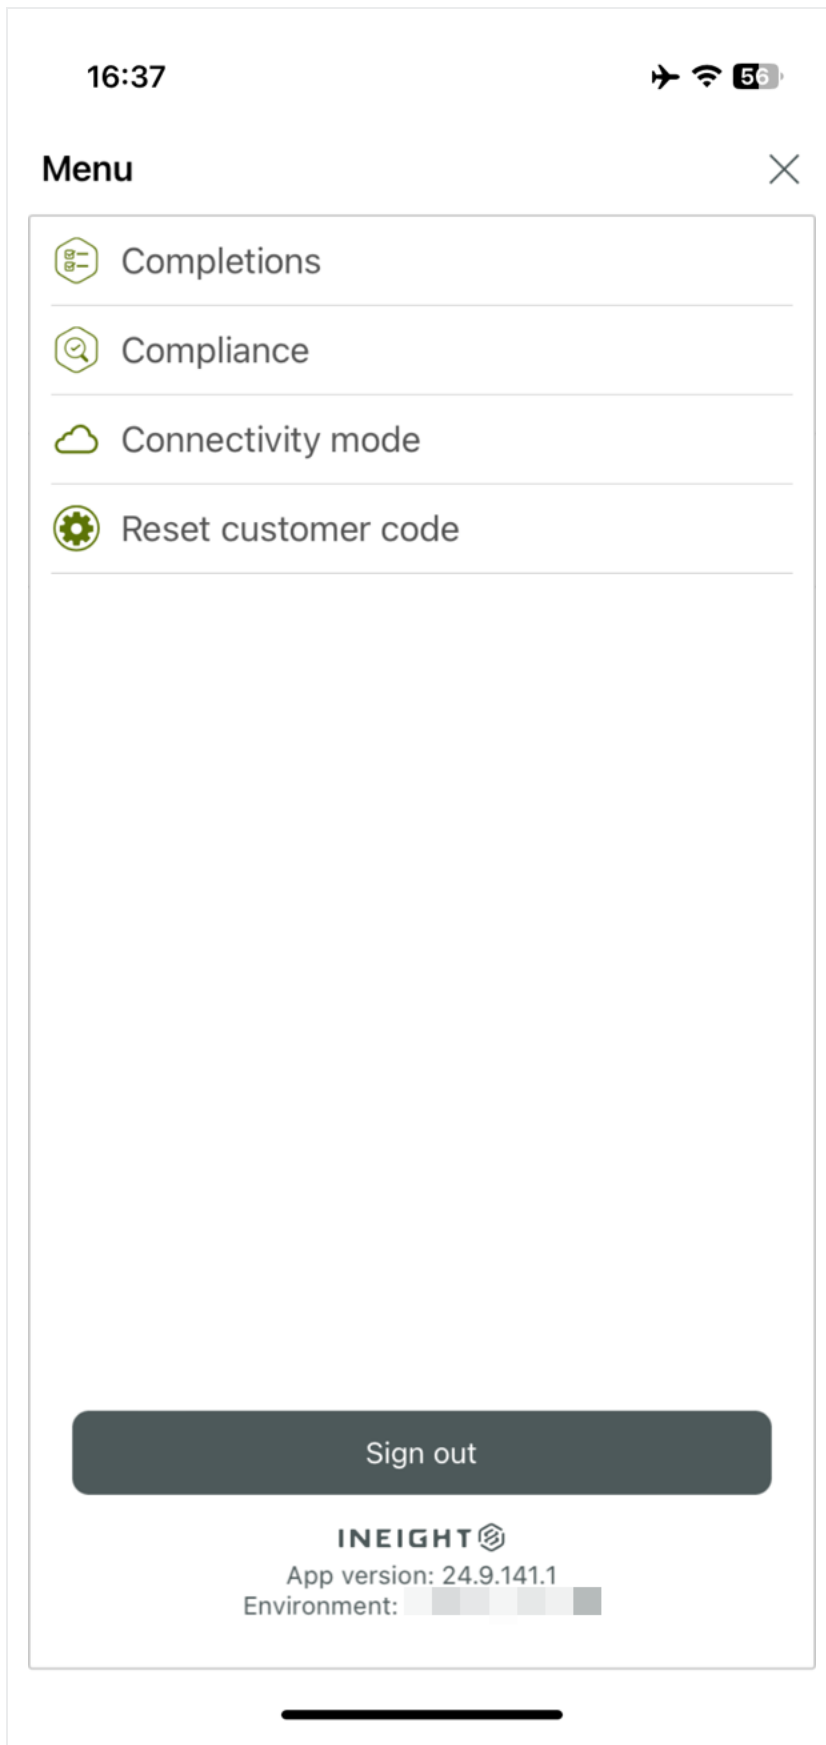 16:37
56
Menu
Completions
Compliance
Connectivity mode
Reset customer code
Sign out
INEIGHT
App version: 24.9.141.1
Environment: